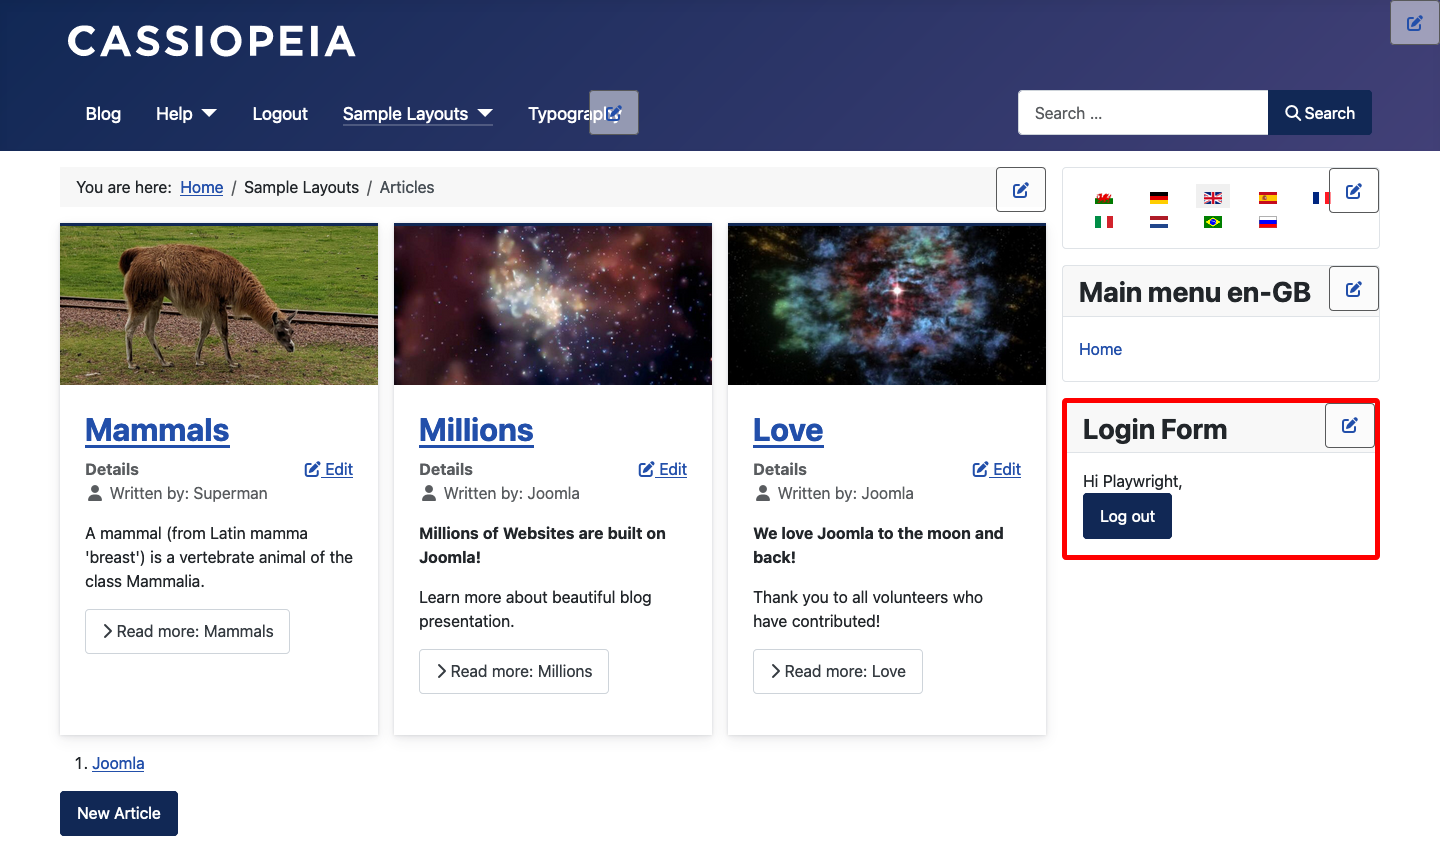 CASSIOPEIA
Blog Help Logout Sample Layouts Typography
Search ... Search
You are here: Home / Sample Layouts / Articles
Main menu en-GB
Home
Login Form
Hi Playwright,
Log out
Mammals
Details Edit
Written by: Superman
A mammal (from Latin mamma
'breast') is a vertebrate animal of the
class Mammalia.
Read more: Mammals
Millions
Details Edit
Written by: Joomla
Millions of Websites are built on
Joomla!
Learn more about beautiful blog
presentation.
Read more: Millions
Love
Details Edit
Written by: Joomla
We love Joomla to the moon and
back!
Thank you to all volunteers who
have contributed!
Read more: Love
1. Joomla
New Article